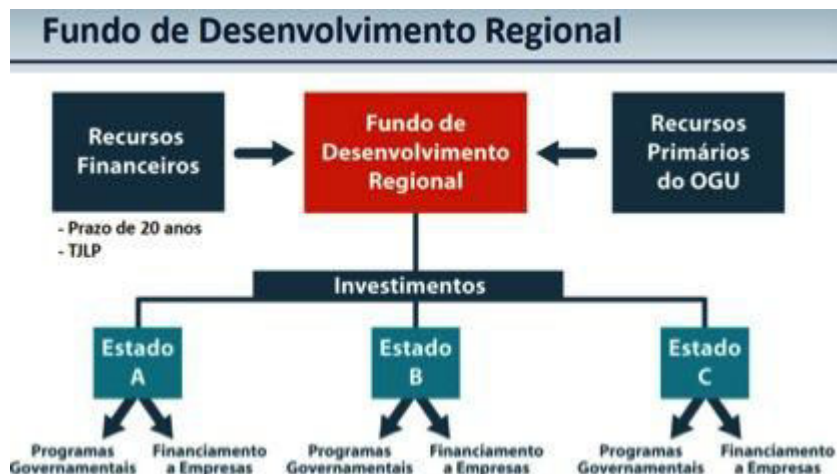 Fundo de Desenvolvimento Regional
Recursos
Financeiros
Fundo de
Desenvolvimento
Regional
Recursos
Primários
do OGU
- Prazo de 20 anos
- TJLP
Investimentos
Estado
A
Estado
B
Estado
C
Programas
Governamentais
Financiamento
a Empresas
Programas
Governamentais
Financiamento
a Empresas
Programas
Governamentais
Financiamento
a Empresas